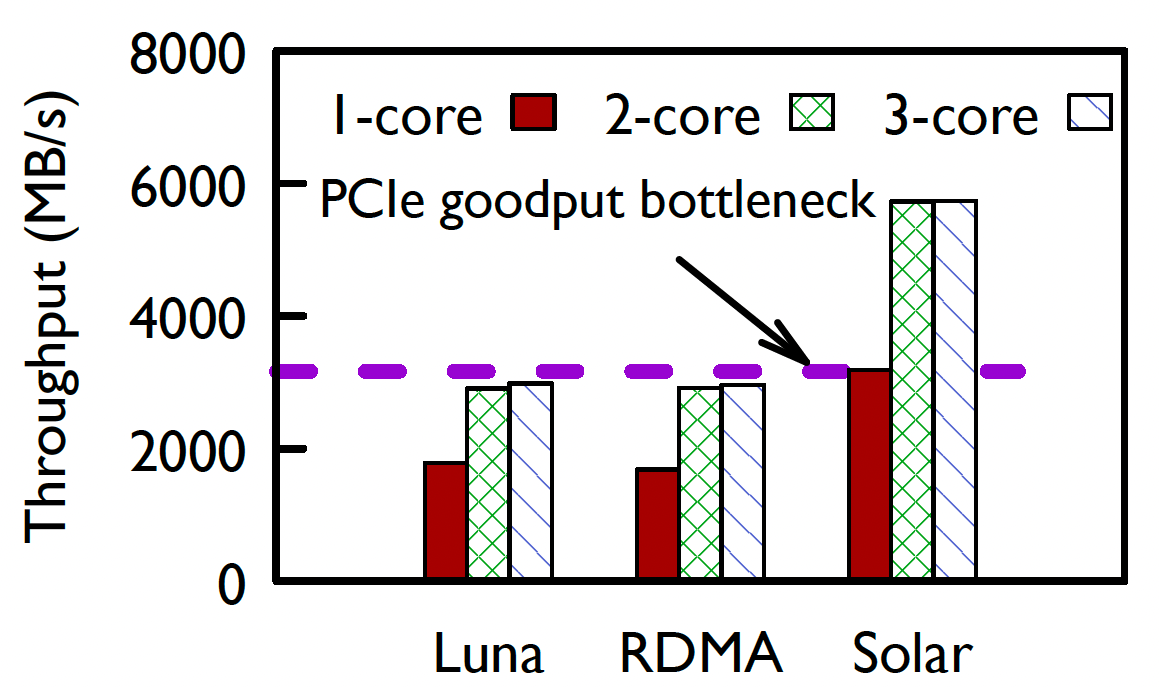 8000
1-core 2-core 3-core
6000
PCIe goodput bottleneck
4000
2000
0
Throughput (MB/s)
Luna RDMA Solar